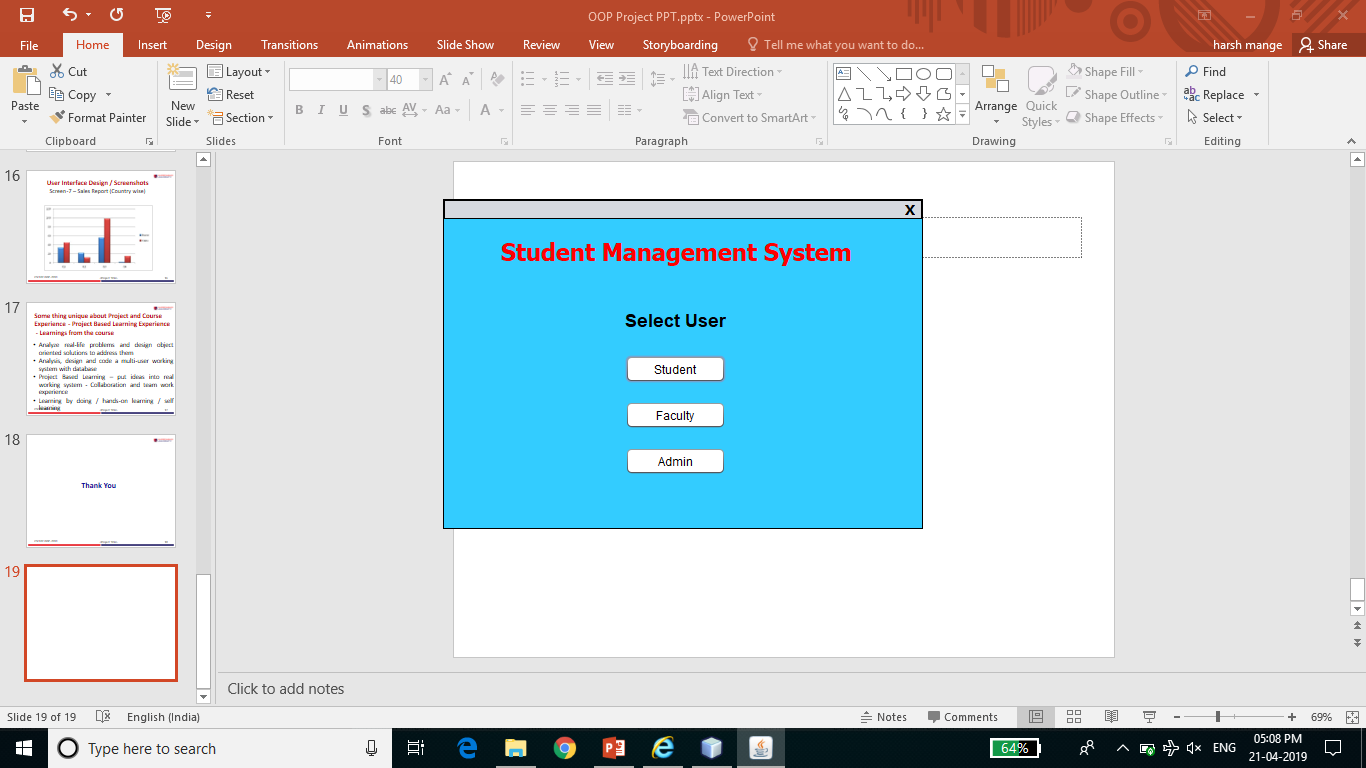 OOP Project PPT.pptx - PowerPoint
File Home Insert Design Transitions Animations Slide Show Review View Storyboarding Tell me what you want to do... harsh mange Share
Paste
Cut
Copy
Format Painter
Clipboard
New Slide
Layout
Reset
Section
Slides
40
B I U S abc AV Aa A
Font
Text Direction
Align Text
Convert to SmartArt
Paragraph
Arrange
Quick Styles
Shape Fill
Shape Outline
Shape Effects
Drawing
Find
Replace
Select
Editing
16
User Interface Design / Screenshots
Screen-7 – Sales Report (Country wise)
17
Some thing unique about Project and Course
Experience - Project Based Learning Experience
- Learnings from the course
• Analyze real-life problems and design object
oriented solutions to address them
• Analysis, design and code a multi-user working
system with database
• Project Based Learning – put ideas into real
working system - Collaboration and team work
experience
• Learning by doing / hands-on learning / self
learning
18
Thank You
19
X
Student Management System
Select User
Student
Faculty
Admin
Click to add notes
Slide 19 of 19 English (India) Notes Comments 69%
Type here to search 64% ENG 05:08 PM
21-04-2019